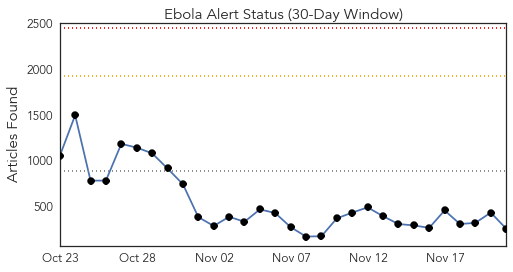 Ebola Alert Status (30-Day Window)
Articles Found
2500
2000
1500
1000
500
Oct 23
Oct 28
Nov 02
Nov 07
Nov 12
Nov 17